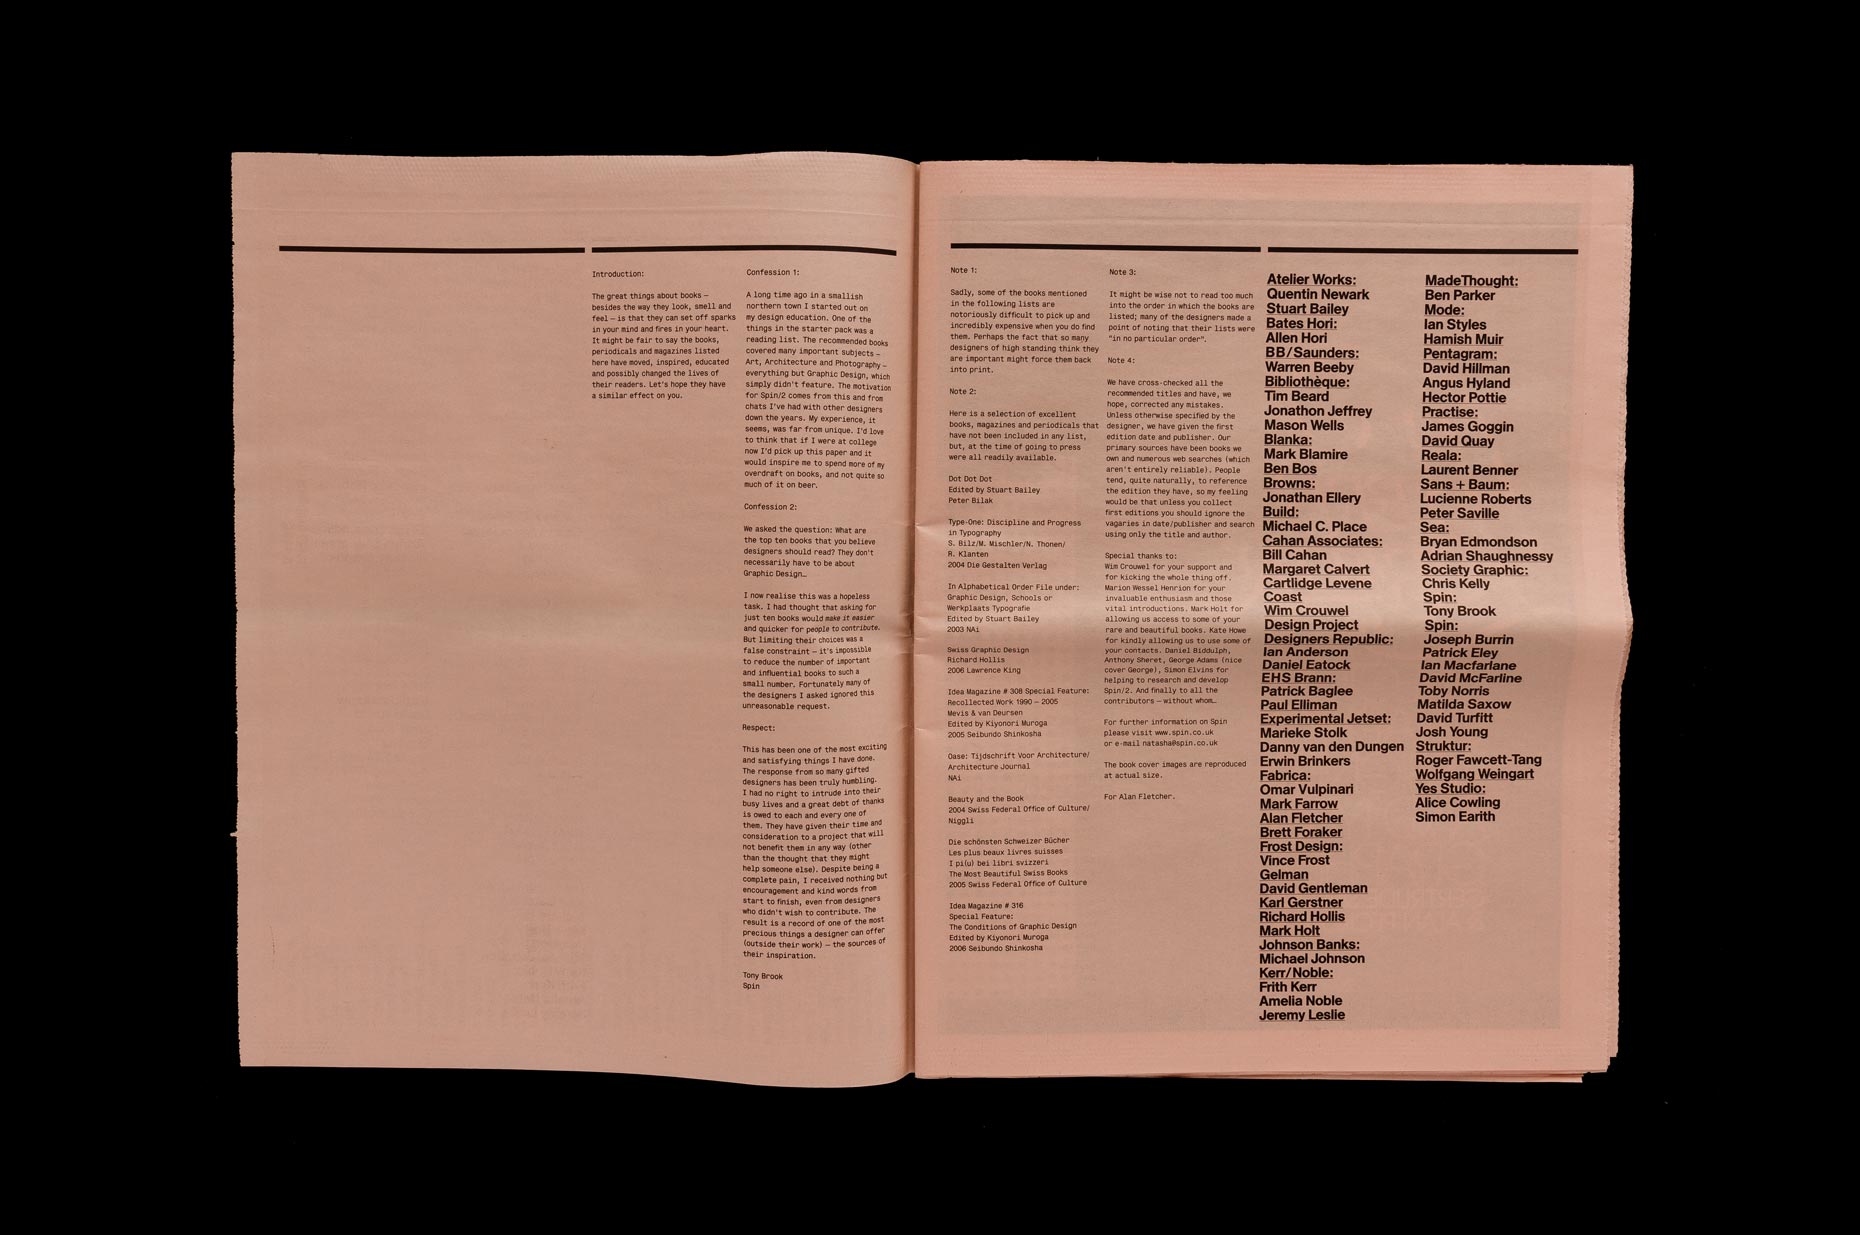 Introduction:
The great things about books –
besides the way they look, smell and
feel – is that they can set off sparks
in your mind and fires in your heart.
It might be fair to say the books,
periodicals and magazines listed
here have moved, inspired, educated
and possibly changed the lives of
their readers. Let's hope they have
a similar effect on you.
Confession 1:
A long time ago in a smallish
northern town I started out on
my design education. One of the
things in the starter pack was a
reading list. The recommended books
covered many important subjects –
Art, Architecture and Photography –
everything but Graphic Design, which
simply didn't feature. The motivation
for Spin/2 comes from this and from
chats I've had with other designers
down the years. My experience, it
seems, was far from unique. I'd love
to think that if I were at college
now I'd pick up this paper and it
would inspire me to spend more of my
overdraft on books, and not quite so
much of it on beer.
Confession 2:
We asked the question: What are
the top ten books that you believe
designers should read? They don't
necessarily have to be about
Graphic Design…
I now realise this was a hopeless
task. I had thought that asking for
just ten books would make it easier
and quicker for people to contribute.
But limiting their choices was a
false constraint – it's impossible
to reduce the number of important
and influential books to such a
small number. Fortunately many of
the designers I asked ignored this
unreasonable request.
Respect:
This has been one of the most exciting
and satisfying things I have done.
The response from so many gifted
designers has been truly humbling.
I had no right to intrude into their
busy lives and a great debt of thanks
is owed to each and every one of
them. They have given their time and
consideration to a project that will
not benefit them in any way (other
than the thought that they might
help someone else). Despite being a
complete pain, I received nothing but
encouragement and kind words from
start to finish, even from designers
who didn't wish to contribute. The
result is a record of one of the most
precious things a designer can offer
(outside their work) – the sources of
their inspiration.
Tony Brook
Spin
Note 1:
Sadly, some of the books mentioned
in the following lists are
notoriously difficult to pick up and
incredibly expensive when you do find
them. Perhaps the fact that so many
designers of high standing think they
are important might force them back
into print.
Note 2:
Here is a selection of excellent
books, magazines and periodicals that
have not been included in any list,
but, at the time of going to press
were all readily available.
Dot Dot Dot
Edited by Stuart Bailey
Peter Bilak
Type-One: Discipline and Progress
in Typography
S. Bilz/M. Mischler/N. Thonen/
R. Klanten
2004 Die Gestalten Verlag
In Alphabetical Order File under:
Graphic Design, Schools or
Werkplaats Typografie
Edited by Stuart Bailey
2003 NAi
Swiss Graphic Design
Richard Hollis
2006 Lawrence King
Idea Magazine # 308 Special Feature:
Recollected Work 1990 – 2005
Mevis & van Deursen
Edited by Kiyonori Muroga
2005 Seibundo Shinkosha
Oase: Tijdschrift Voor Architecture/
Architecture Journal
NAi
Beauty and the Book
2004 Swiss Federal Office of Culture/
Niggli
Die schönsten Schweizer Bücher
Les plus beaux livres suisses
I pi(u) bei libri svizzeri
The Most Beautiful Swiss Books
2005 Swiss Federal Office of Culture
Idea Magazine # 316
Special Feature:
The Conditions of Graphic Design
Edited by Kiyonori Muroga
2006 Seibundo Shinkosha
Note 3:
It might be wise not to read too much
into the order in which the books are
listed; many of the designers made a
point of noting that their lists were
"in no particular order".
Note 4:
We have cross-checked all the
recommended titles and have, we
hope, corrected any mistakes.
Unless otherwise specified by the
designer, we have given the first
edition date and publisher. Our
primary sources have been books we
own and numerous web searches (which
aren't entirely reliable). People
tend, quite naturally, to reference
the edition they have, so my feeling
would be that unless you collect
first editions you should ignore the
vagaries in date/publisher and search
using only the title and author.
Special thanks to:
Wim Crouwel for your support and
for kicking the whole thing off.
Marion Wessel Henrion for your
invaluable enthusiasm and those
vital introductions. Mark Holt for
allowing us access to some of your
rare and beautiful books. Kate Howe
for kindly allowing us to use some of
your contacts. Daniel Biddulph,
Anthony Sheret, George Adams (nice
cover George), Simon Elvins for
helping to research and develop
Spin/2. And finally to all the
contributors – without whom…
For further information on Spin
please visit www.spin.co.uk
or e-mail natasha@spin.co.uk
The book cover images are reproduced
at actual size.
For Alan Fletcher.
Atelier Works:
Quentin Newark
Stuart Bailey
Bates Hori:
Allen Hori
BB/Saunders:
Warren Beeby
Bibliothèque:
Tim Beard
Jonathon Jeffrey
Mason Wells
Blanka:
Mark Blamire
Ben Bos
Browns:
Jonathan Ellery
Build:
Michael C. Place
Cahan Associates:
Bill Cahan
Margaret Calvert
Cartlidge Levene
Coast
Wim Crouwel
Design Project
Designers Republic:
Ian Anderson
Daniel Eatock
EHS Brann:
Patrick Baglee
Paul Elliman
Experimental Jetset:
Marieke Stolk
Danny van den Dungen
Erwin Brinkers
Fabrica:
Omar Vulpinari
Mark Farrow
Alan Fletcher
Brett Foraker
Frost Design:
Vince Frost
Gelman
David Gentleman
Karl Gerstner
Richard Hollis
Mark Holt
Johnson Banks:
Michael Johnson
Kerr/Noble:
Frith Kerr
Amelia Noble
Jeremy Leslie
MadeThought:
Ben Parker
Mode:
Ian Styles
Hamish Muir
Pentagram:
David Hillman
Angus Hyland
Hector Pottie
Practise:
James Goggin
David Quay
Reala:
Laurent Benner
Sans + Baum:
Lucienne Roberts
Peter Saville
Sea:
Bryan Edmondson
Adrian Shaughnessy
Society Graphic:
Chris Kelly
Spin:
Tony Brook
Spin:
Joseph Burrin
Patrick Eley
Ian Macfarlane
David McFarline
Toby Norris
Matilda Saxow
David Turfitt
Josh Young
Struktur:
Roger Fawcett-Tang
Wolfgang Weingart
Yes Studio:
Alice Cowling
Simon Earith